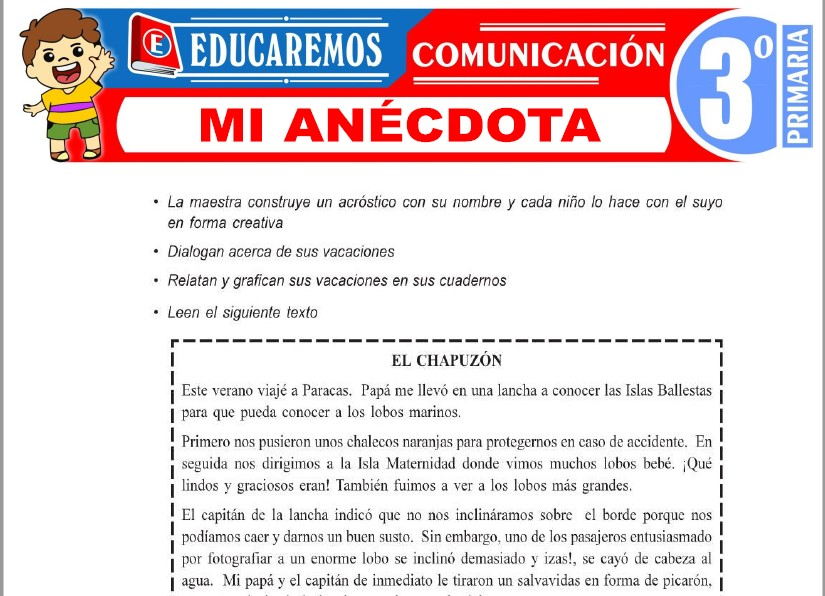 E EDUCAREMOS
COMUNICACIÓN
3º
PRIMARIA
MI ANÉCDOTA
• La maestra construye un acróstico con su nombre y cada niño lo hace con el suyo
en forma creativa
• Dialogan acerca de sus vacaciones
• Relatan y grafican sus vacaciones en sus cuadernos
• Leen el siguiente texto
EL CHAPUZÓN
Este verano viajé a Paracas. Papá me llevó en una lancha a conocer las Islas Ballestas
para que pueda conocer a los lobos marinos.
Primero nos pusieron unos chalecos naranjas para protegernos en caso de accidente. En
seguida nos dirigimos a la Isla Maternidad donde vimos muchos lobos bebé. ¡Qué
lindos y graciosos eran! También fuimos a ver a los lobos más grandes.
El capitán de la lancha indicó que no nos inclináramos sobre el borde porque nos
podíamos caer y darnos un buen susto. Sin embargo, uno de los pasajeros entusiasmado
por fotografiar a un enorme lobo se inclinó demasiado y izas!, se cayó de cabeza al
agua. Mi papá y el capitán de inmediato le tiraron un salvavidas en forma de picarón,